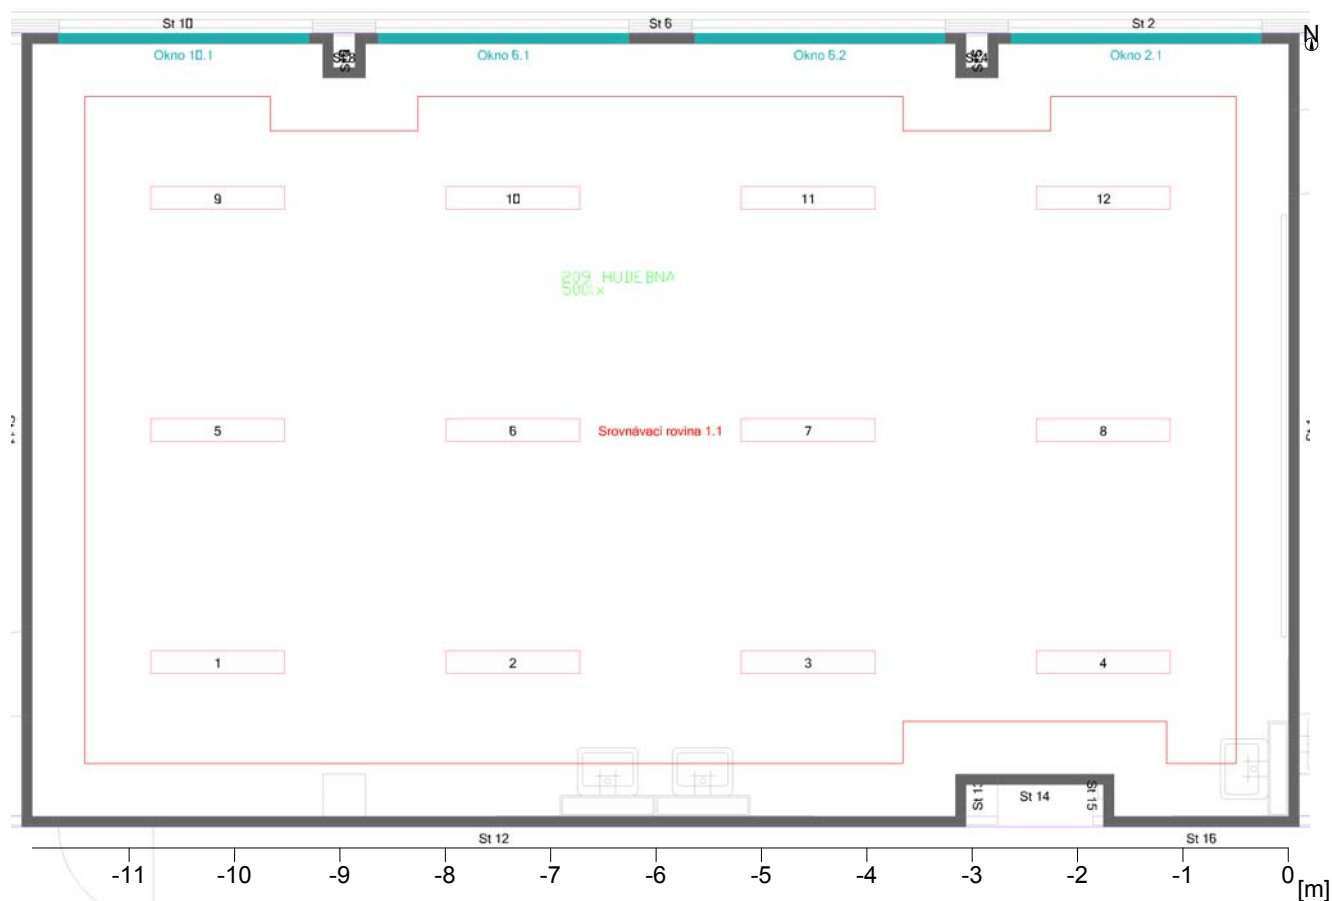 St 10 St 6 St 2
N
Okno 10.1 Okno 6.1 Okno 6.2 Okno 2.1
9 10 11 12
209 HUDEBNA
500lx
5 6 Srovnávací rovina 1.1 7 8
1 2 3 4
St 13 St 14 St 15
St 12 St 16
-11 -10 -9 -8 -7 -6 -5 -4 -3 -2 -1 0 [m]